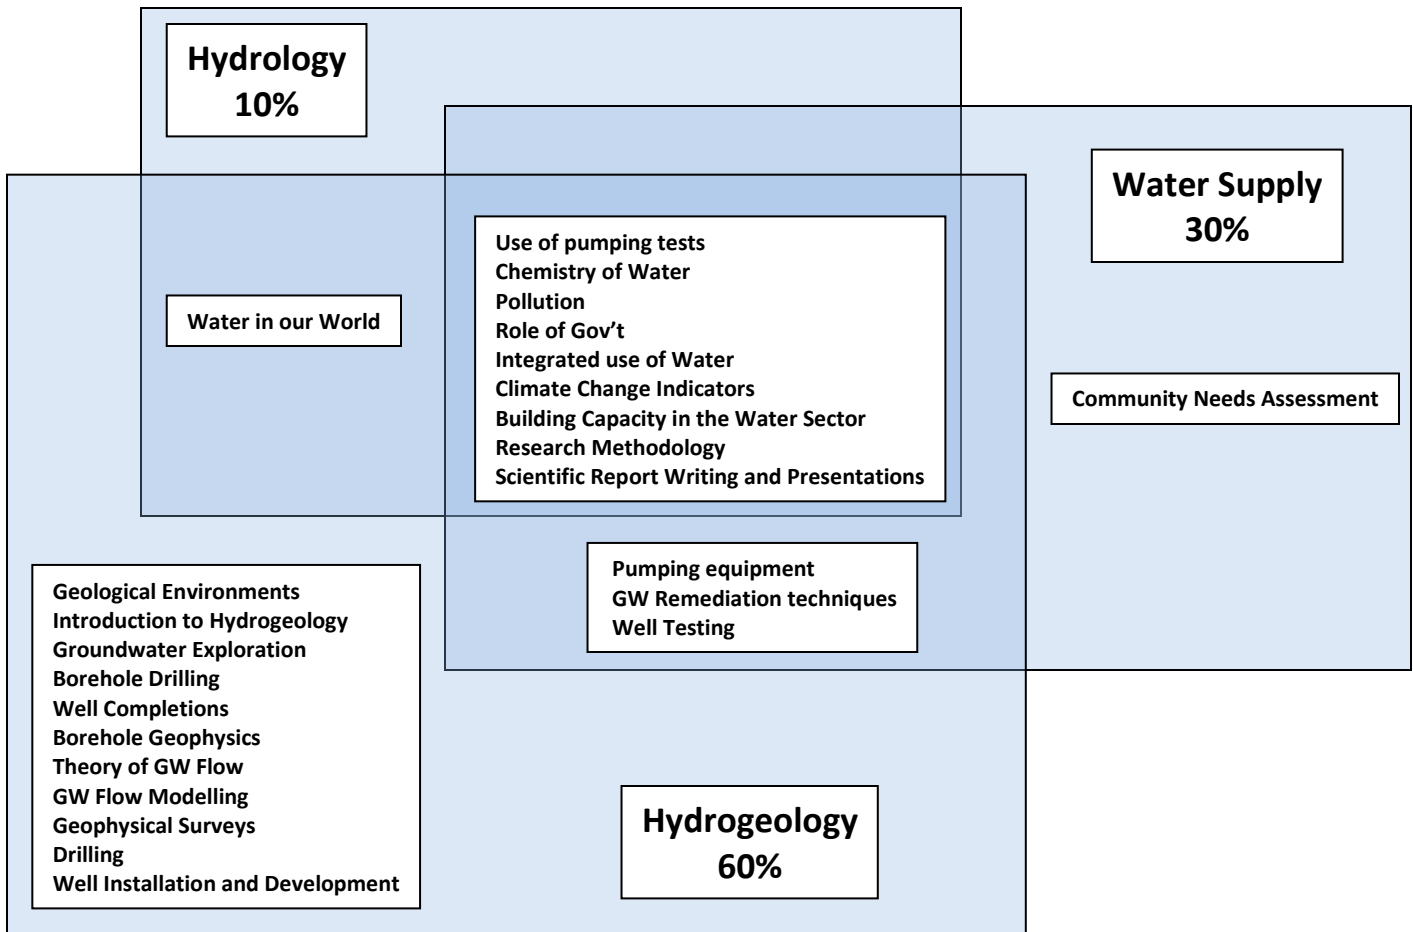 Hydrology
10%
Water Supply
30%
Use of pumping tests
Chemistry of Water
Pollution
Role of Gov’t
Integrated use of Water
Climate Change Indicators
Building Capacity in the Water Sector
Research Methodology
Scientific Report Writing and Presentations
Water in our World
Community Needs Assessment
Pumping equipment
GW Remediation techniques
Well Testing
Geological Environments
Introduction to Hydrogeology
Groundwater Exploration
Borehole Drilling
Well Completions
Borehole Geophysics
Theory of GW Flow
GW Flow Modelling
Geophysical Surveys
Drilling
Well Installation and Development
Hydrogeology
60%